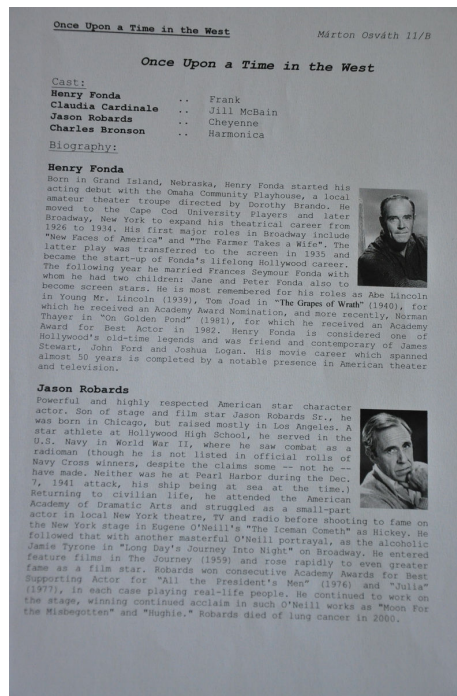 Once Upon a Time in the West
Márton Osváth 11/B
Once Upon a Time in the West
Cast:
Henry Fonda .. Frank
Claudia Cardinale .. Jill McBain
Jason Robards .. Cheyenne
Charles Bronson .. Harmonica
Biography:
Henry Fonda
Born in Grand Island, Nebraska, Henry Fonda started his
acting debut with the Omaha Community Playhouse, a local
amateur theater troupe directed by Dorothy Brando. He
moved to the Cape Cod University Players and later
Broadway, New York to expand his theatrical career from
1926 to 1934. His first major roles in Broadway include
"New Faces of America" and "The Farmer Takes a Wife". The
latter play was transferred to the screen in 1935 and
became the start-up of Fonda's lifelong Hollywood career.
The following year he married Frances Seymour Fonda with
whom he had two children: Jane and Peter Fonda also to
become screen stars. He is most remembered for his roles as Abe Lincoln
in Young Mr. Lincoln (1939), Tom Joad in "The Grapes of Wrath" (1940), for
which he received an Academy Award Nomination, and more recently, Norman
Thayer in "On Golden Pond" (1981), for which he received an Academy
Award for Best Actor in 1982. Henry Fonda is considered one of
Hollywood's old-time legends and was friend and contemporary of James
Stewart, John Ford and Joshua Logan. His movie career which spanned
almost 50 years is completed by a notable presence in American theater
and television.
Jason Robards
Powerful and highly respected American star character
actor. Son of stage and film star Jason Robards Sr., he
was born in Chicago, but raised mostly in Los Angeles. A
star athlete at Hollywood High School, he served in the
U.S. Navy in World War II, where he saw combat as a
radioman (though he is not listed in official rolls of
Navy Cross winners, despite the claims some -- not he --
have made. Neither was he at Pearl Harbor during the Dec.
7, 1941 attack, his ship being at sea at the time.)
Returning to civilian life, he attended the American
Academy of Dramatic Arts and struggled as a small-part
actor in local New York theatre, TV and radio before shooting to fame on
the New York stage in Eugene O'Neill's "The Iceman Cometh" as Hickey. He
followed that with another masterful O'Neill portrayal, as the alcoholic
Jamie Tyrone in "Long Day's Journey Into Night" on Broadway. He entered
feature films in The Journey (1959) and rose rapidly to even greater
fame as a film star. Robards won consecutive Academy Awards for Best
Supporting Actor for "All the President's Men" (1976) and "Julia"
(1977), in each case playing real-life people. He continued to work on
the stage, winning continued acclaim in such O'Neill works as "Moon For
the Misbegotten" and "Hughie." Robards died of lung cancer in 2000.